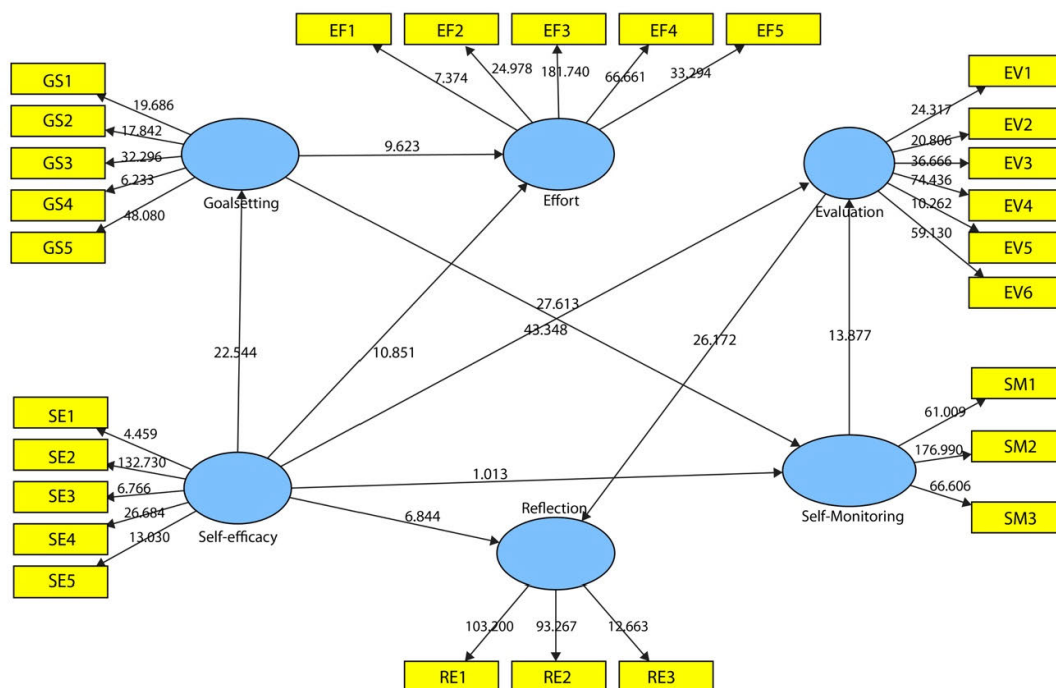 EF1
EF2
EF3
EF4
EF5
7.374
24.978
181.740
66.661
33.294
GS1
GS2
GS3
GS4
GS5
19.686
17.842
32.296
6.233
48.080
Goalsetting
9.623
Effort
EV1
EV2
EV3
EV4
EV5
EV6
24.317
20.806
36.666
74.436
10.262
59.130
Evaluation
22.544
10.851
27.613
43.348
26.172
13.877
SE1
SE2
SE3
SE4
SE5
4.459
132.730
6.766
26.684
13.030
Self-efficacy
1.013
6.844
Reflection
SM1
SM2
SM3
61.009
176.990
66.606
Self-Monitoring
103.200
93.267
12.663
RE1
RE2
RE3